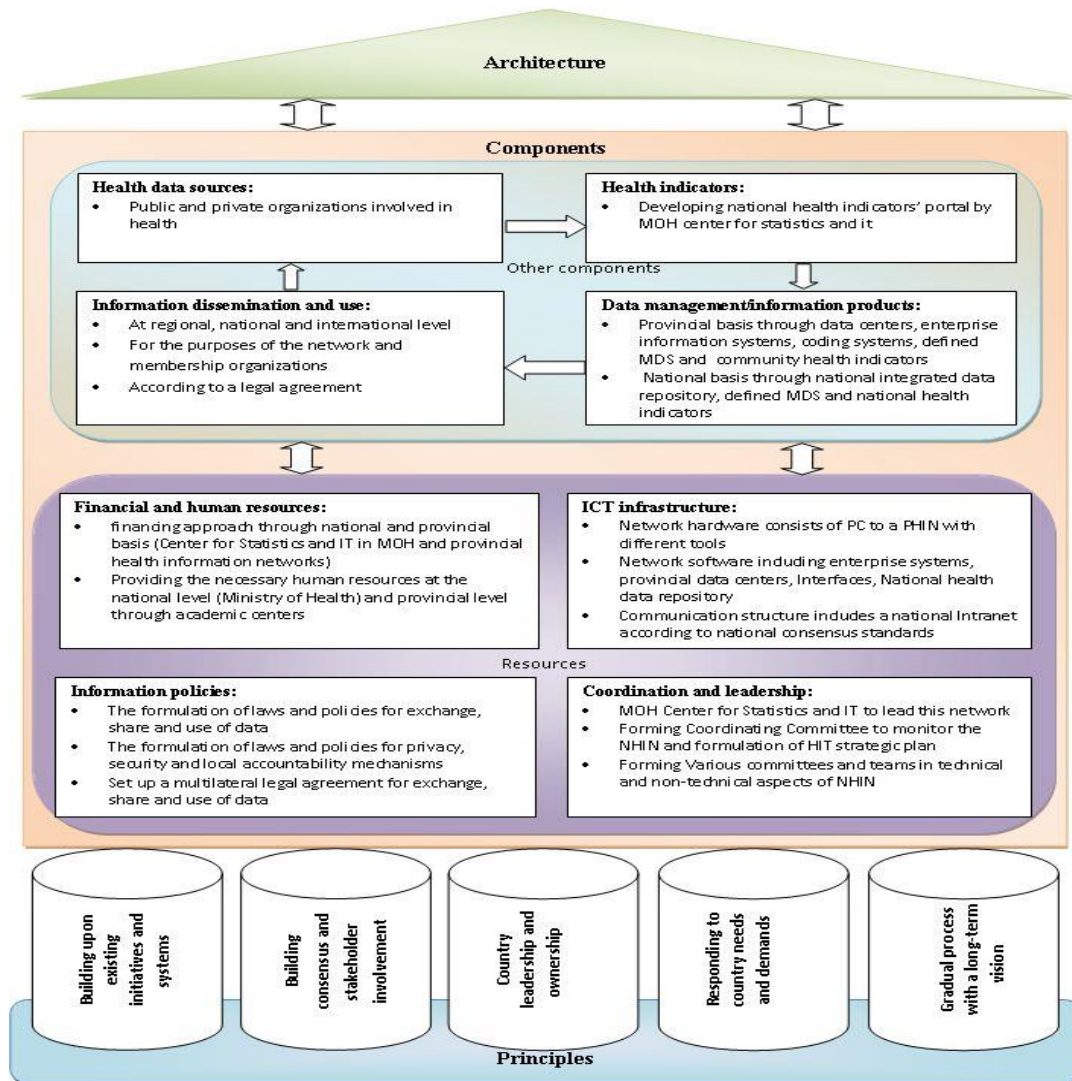 Architecture
Components
Health data sources:
• Public and private organizations involved in
health
Health indicators:
• Developing national health indicators' portal by
MOH center for statistics and it
Other components
Information dissemination and use:
• At regional, national and international level
• For the purposes of the network and
membership organizations
• According to a legal agreement
Data management/information products:
• Provincial basis through data centers, enterprise
information systems, coding systems, defined
MDS and community health indicators
• National basis through national integrated data
repository, defined MDS and national health
indicators
Financial and human resources:
• financing approach through national and provincial
basis (Center for Statistics and IT in MOH and provincial
health information networks)
• Providing the necessary human resources at the
national level (Ministry of Health) and provincial level
through academic centers
ICT infrastructure:
• Network hardware consists of PC to a PHIN with
different tools
• Network software including enterprise systems,
provincial data centers, Interfaces, National health
data repository
• Communication structure includes a national Intranet
according to national consensus standards
Resources
Information policies:
• The formulation of laws and policies for exchange,
share and use of data
• The formulation of laws and policies for privacy,
security and local accountability mechanisms
• Set up a multilateral legal agreement for exchange,
share and use of data
Coordination and leadership:
• MOH Center for Statistics and IT to lead this network
• Forming Coordinating Committee to monitor the
NHIN and formulation of HIT strategic plan
• Forming Various committees and teams in technical
and non-technical aspects of NHIN
Building upon
existing
initiatives and
systems
Building
consensus and
stakeholder
involvement
Country
leadership and
ownership
Responding to
country needs
and demands
Gradual process
with a long-term
vision
Principles